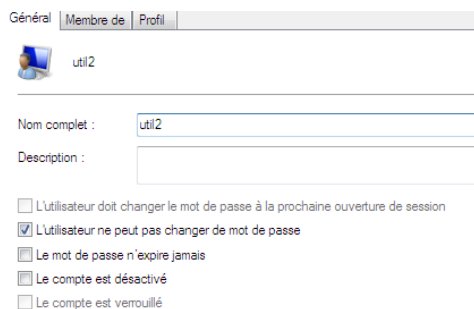 Général Membre de Profil
util2
Nom complet : util2
Description :
L'utilisateur doit changer le mot de passe à la prochaine ouverture de session
L'utilisateur ne peut pas changer de mot de passe
Le mot de passe n'expire jamais
Le compte est désactivé
Le compte est verrouillé